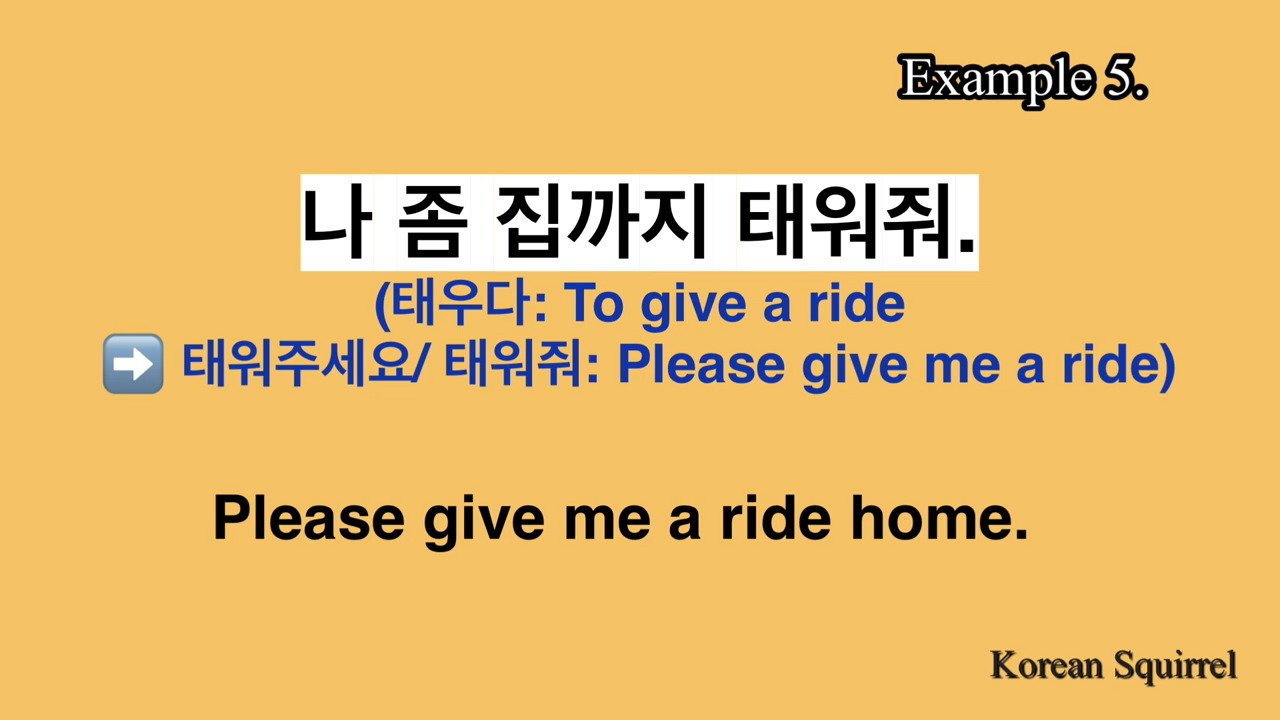 Example 5.
나 좀 집까지 태워줘.
(태우다: To give a ride
➡️ 태워주세요/ 태워줘: Please give me a ride)
Please give me a ride home.
Korean Squirrel